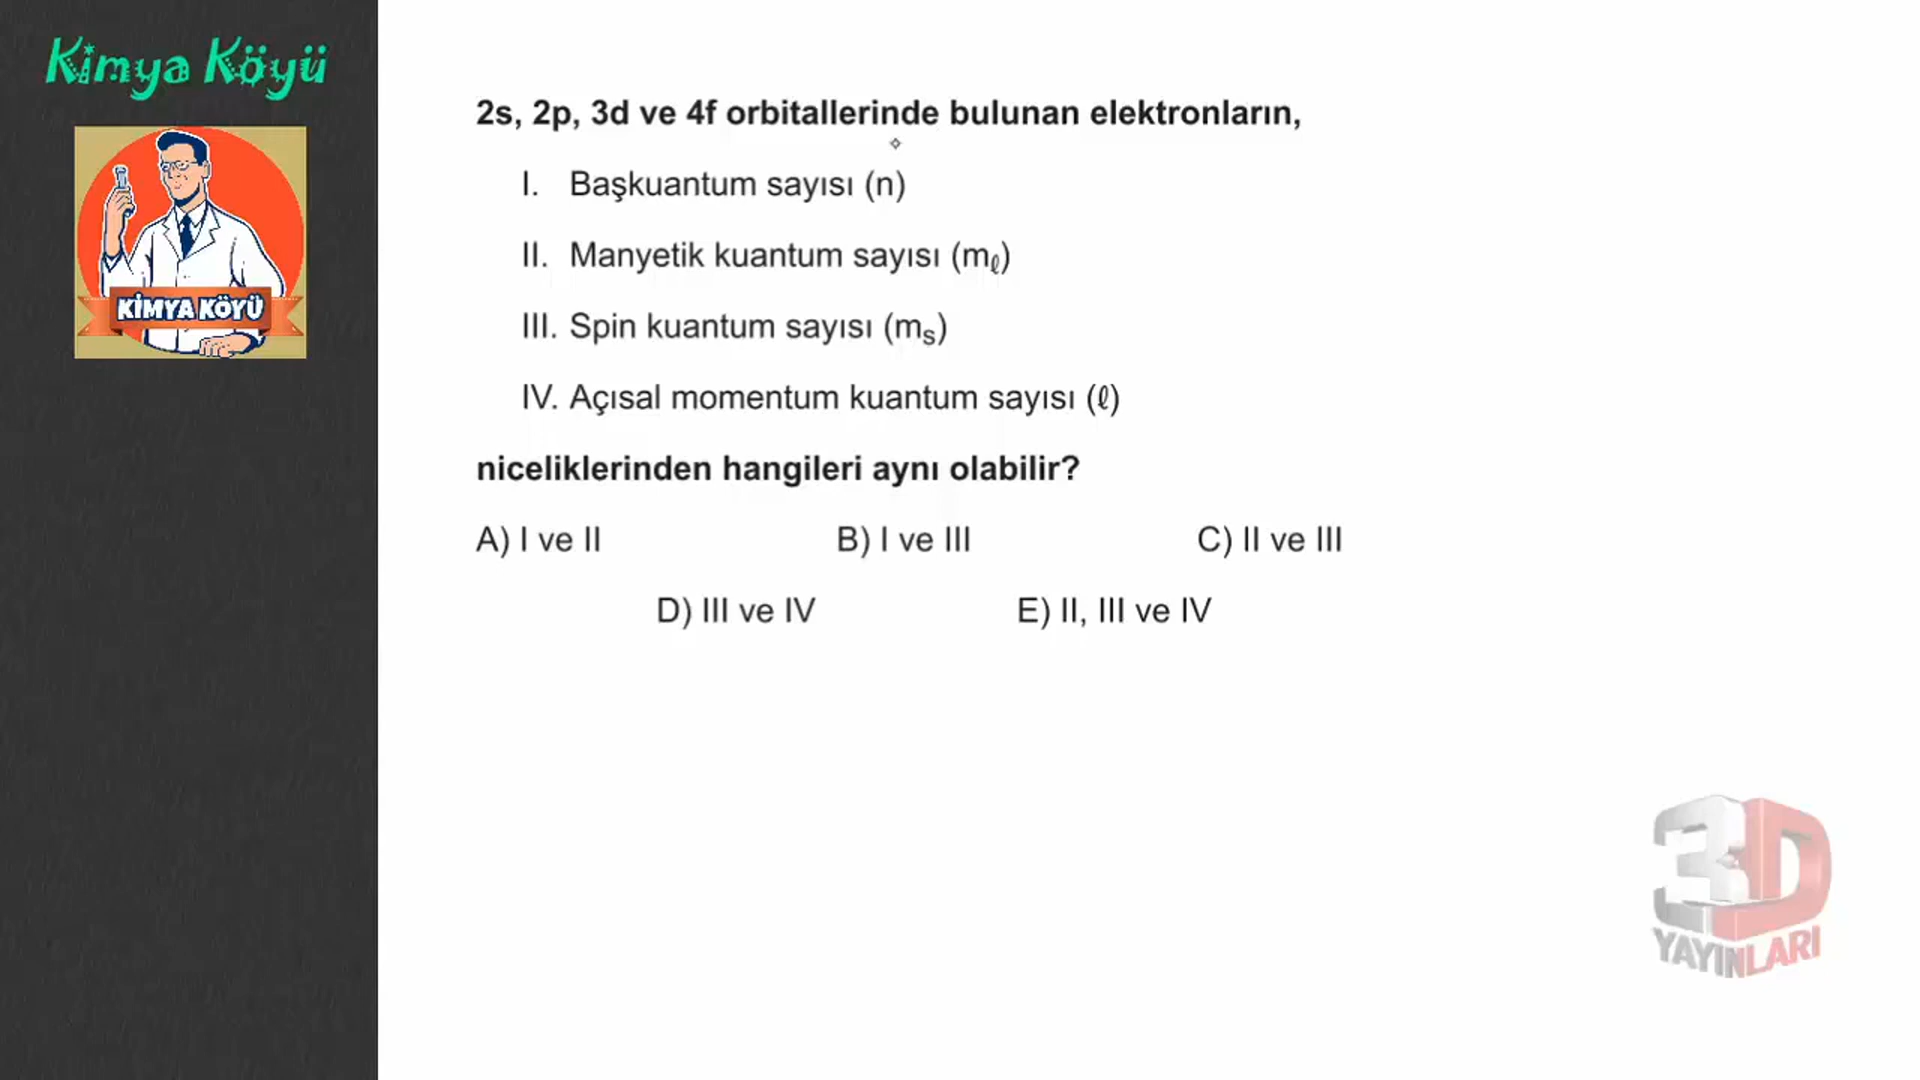 Kimya Köyü
KİMYA KÖYÜ
2s, 2p, 3d ve 4f orbitallerinde bulunan elektronların,
I. Başkuantum sayısı (n)
II. Manyetik kuantum sayısı (mℓ)
III. Spin kuantum sayısı (ms)
IV. Açısal momentum kuantum sayısı (ℓ)
niceliklerinden hangileri aynı olabilir?
A) I ve II B) I ve III C) II ve III
D) III ve IV E) II, III ve IV
3D
YAYINLARI